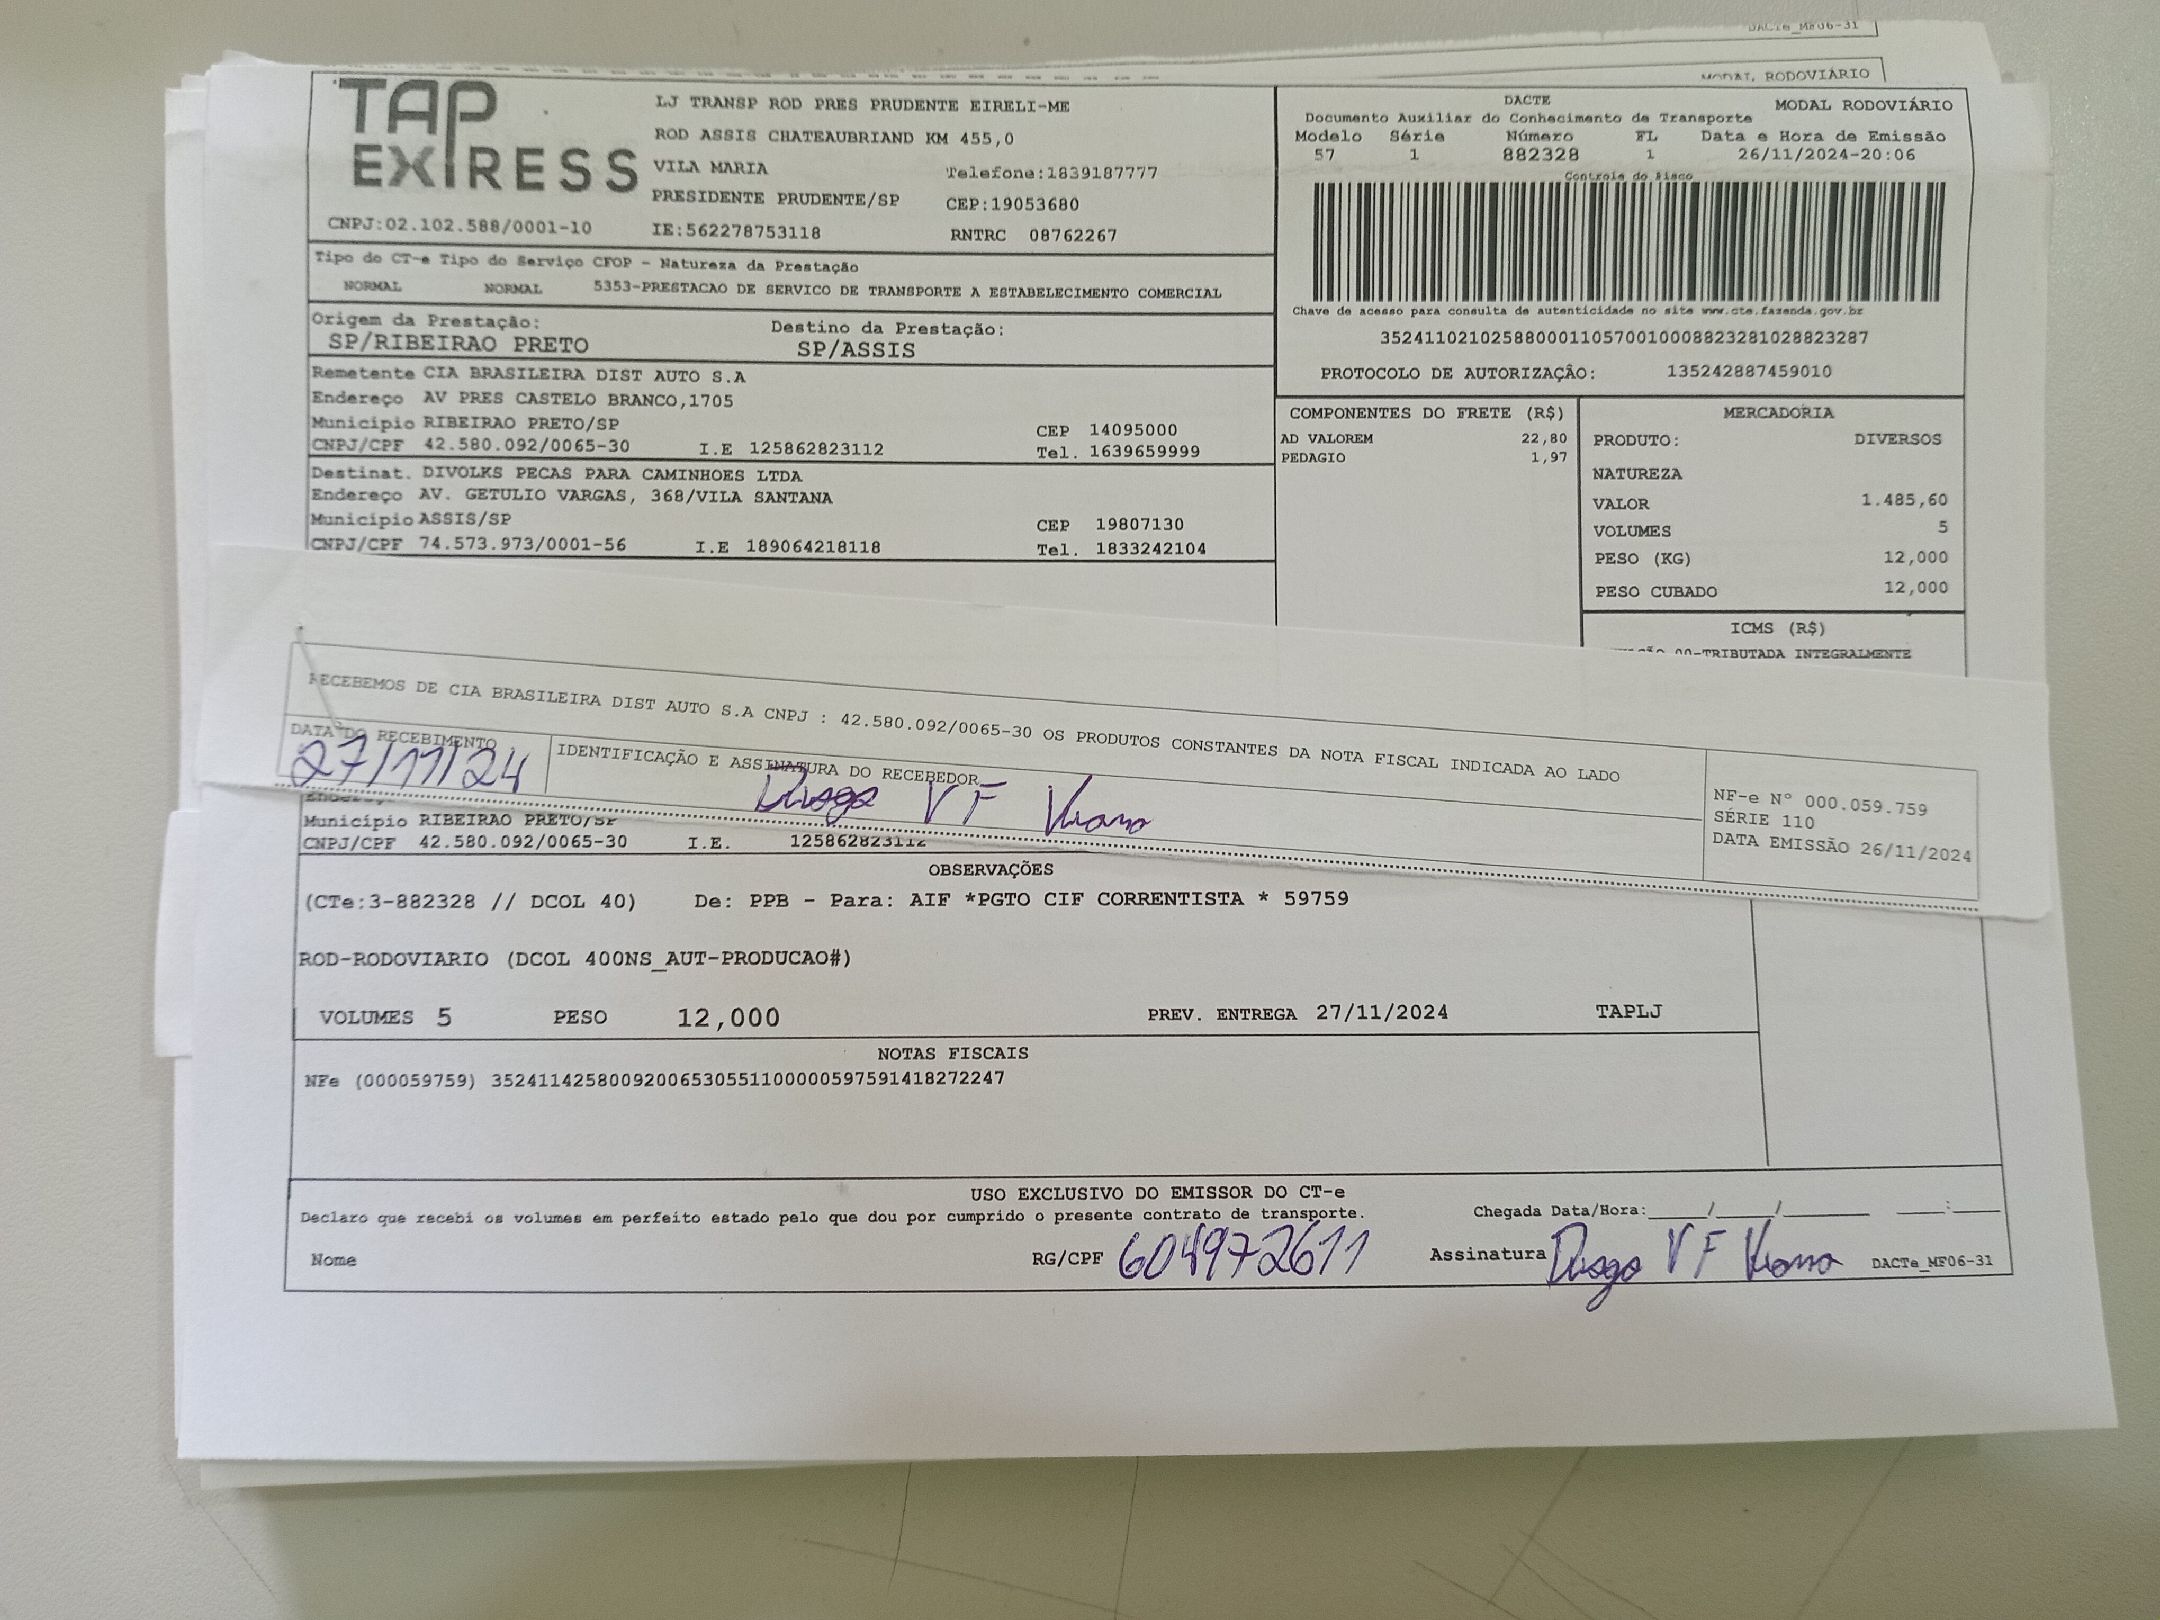 DACTe_MF06-31
MODAL RODOVIÁRIO
TAP
EXPRESS
LJ TRANSP ROD PRES PRUDENTE EIRELI-ME
ROD ASSIS CHATEAUBRIAND KM 455,0
VILA MARIA Telefone:1839187777
PRESIDENTE PRUDENTE/SP CEP:19053680
CNPJ:02.102.588/0001-10 IE:562278753118 RNTRC 08762267
DACTE MODAL RODOVIÁRIO
Documento Auxiliar do Conhecimento de Transporte
Modelo Série Número FL Data e Hora de Emissão
57 1 882328 1 26/11/2024-20:06
Controle do Fisco
Chave de acesso para consulta de autenticidade no site www.cte.fazenda.gov.br
35241102102588000110570010008823281028823287
PROTOCOLO DE AUTORIZAÇÃO: 135242887459010
Tipo do CT-e Tipo do Serviço CFOP - Natureza da Prestação
NORMAL NORMAL 5353-PRESTACAO DE SERVICO DE TRANSPORTE A ESTABELECIMENTO COMERCIAL
Origem da Prestação: Destino da Prestação:
SP/RIBEIRAO PRETO SP/ASSIS
Remetente CIA BRASILEIRA DIST AUTO S.A
Endereço AV PRES CASTELO BRANCO,1705
Município RIBEIRAO PRETO/SP CEP 14095000
CNPJ/CPF 42.580.092/0065-30 I.E 125862823112 Tel. 1639659999
Destinat. DIVOLKS PECAS PARA CAMINHOES LTDA
Endereço AV. GETULIO VARGAS, 368/VILA SANTANA
Município ASSIS/SP CEP 19807130
CNPJ/CPF 74.573.973/0001-56 I.E 189064218118 Tel. 1833242104
COMPONENTES DO FRETE (R$)
AD VALOREM 22,80
PEDAGIO 1,97
MERCADORIA
PRODUTO: DIVERSOS
NATUREZA
VALOR 1.485,60
VOLUMES 5
PESO (KG) 12,000
PESO CUBADO 12,000
ICMS (R$)
00-TRIBUTADA INTEGRALMENTE
RECEBEMOS DE CIA BRASILEIRA DIST AUTO S.A CNPJ : 42.580.092/0065-30 OS PRODUTOS CONSTANTES DA NOTA FISCAL INDICADA AO LADO
DATA DO RECEBIMENTO IDENTIFICAÇÃO E ASSINATURA DO RECEBEDOR
27/11/24 Diogo V F Viana
NF-e Nº 000.059.759
SÉRIE 110
DATA EMISSÃO 26/11/2024
Endereço
Município RIBEIRAO PRETO/SP
CNPJ/CPF 42.580.092/0065-30 I.E. 125862823112
OBSERVAÇÕES
(CTe:3-882328 // DCOL 40) De: PPB - Para: AIF *PGTO CIF CORRENTISTA * 59759
ROD-RODOVIARIO (DCOL 400NS_AUT-PRODUCAO#)
VOLUMES 5 PESO 12,000 PREV. ENTREGA 27/11/2024 TAPLJ
NOTAS FISCAIS
NFe (000059759) 35241142580092006530551100000597591418272247
USO EXCLUSIVO DO EMISSOR DO CT-e
Declaro que recebi os volumes em perfeito estado pelo que dou por cumprido o presente contrato de transporte. Chegada Data/Hora:____/____/______ ____:____
Nome RG/CPF 604972611 Assinatura Diogo V F Viana DACTe_MF06-31